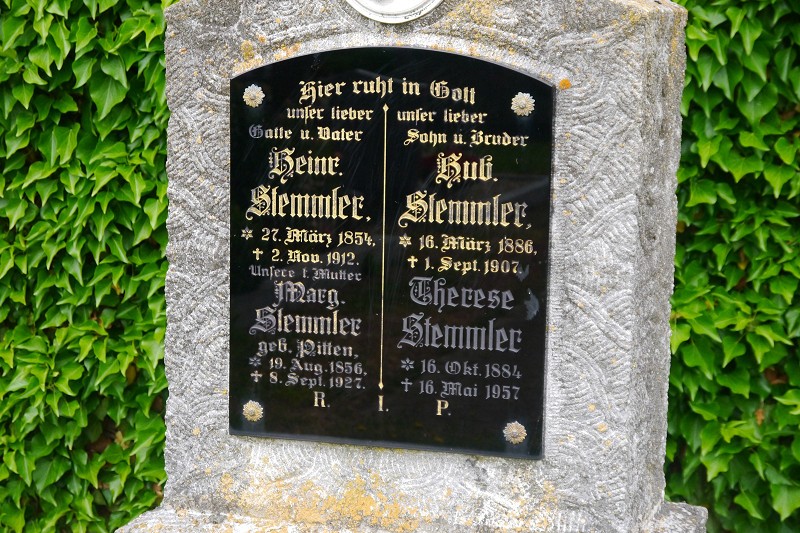 Hier ruht in Gott
unser lieber
Gatte u. Vater
Heinr.
Stemmler,
✲ 27. März 1854,
† 2. Nov. 1912.
Unsere l. Mutter
Marg.
Stemmler
geb. Pitten,
✲ 19. Aug. 1856,
† 8. Sept. 1927.
unser lieber
Sohn u. Bruder
Hub.
Stemmler,
✲ 16. März 1886,
† 1. Sept. 1907.
Therese
Stemmler
✲ 16. Okt. 1884
† 16. Mai 1957
R. I. P.